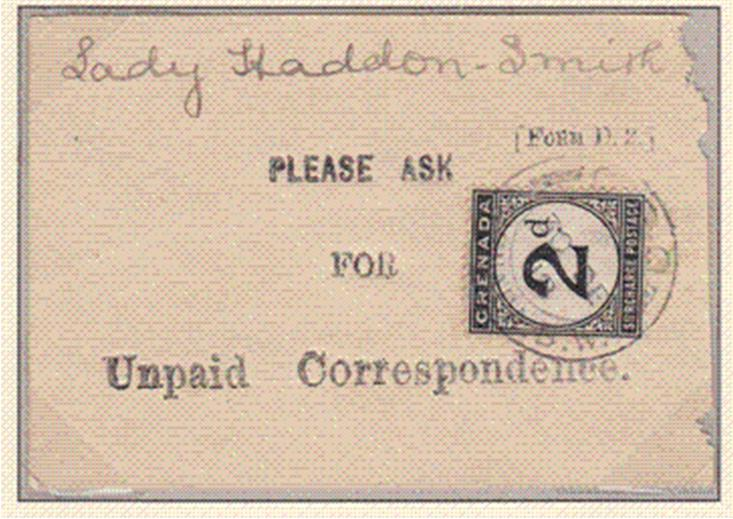 Lady Haddon-Smith
[Form D. 2.]
PLEASE ASK
FOR
Unpaid Correspondence.
GRENADA
2d.
SURCHARGE POSTAGE
S.W.